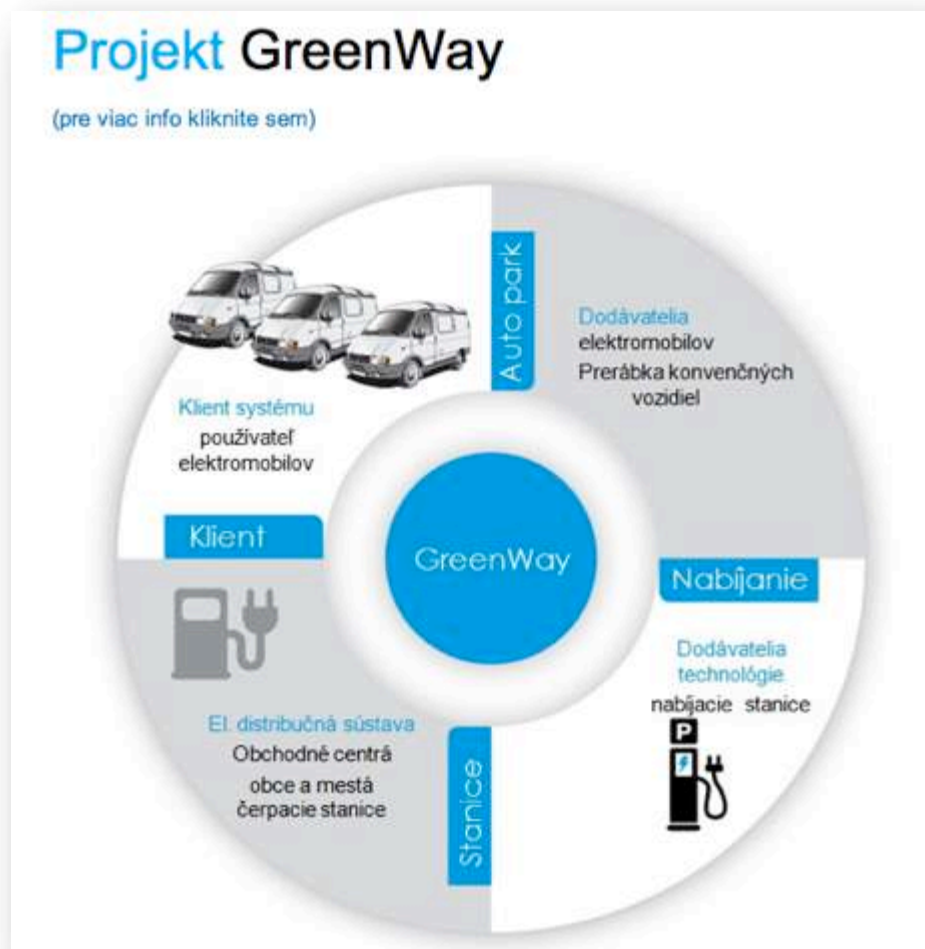 Projekt GreenWay
(pre viac info kliknite sem)
Auto park
Dodávatelia
elektromobilov
Prerábka konvenčných
vozidiel
Klient systému
používateľ
elektromobilov
Klient
GreenWay
Nabíjanie
Dodávatelia
technológie
nabíjacie stanice
P
El. distribučná sústava
Obchodné centrá
obce a mestá
čerpacie stanice
Stanice